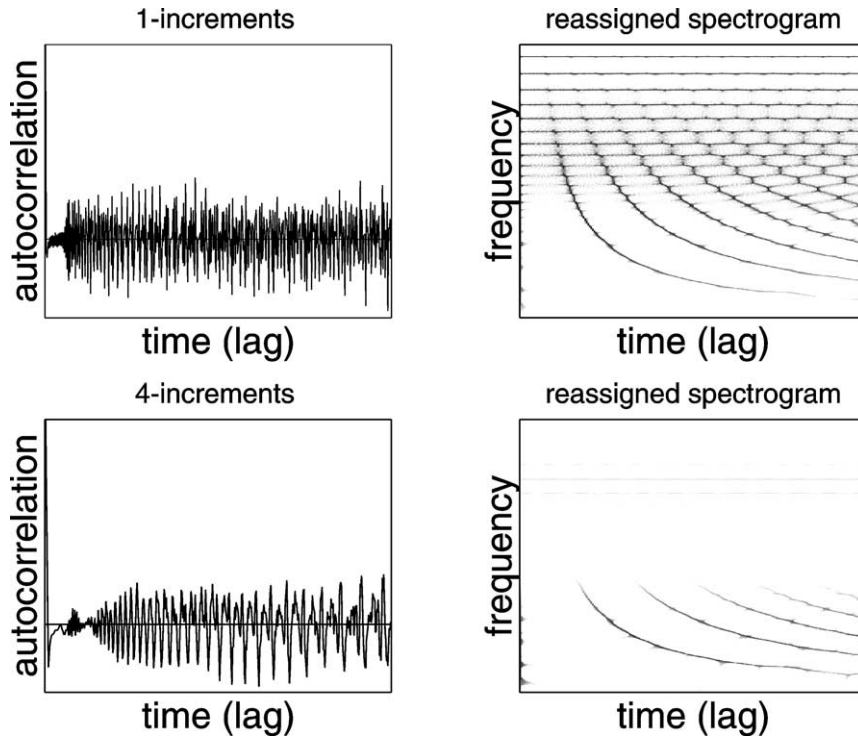 1-increments
autocorrelation
time (lag)
reassigned spectrogram
frequency
time (lag)
4-increments
autocorrelation
time (lag)
reassigned spectrogram
frequency
time (lag)